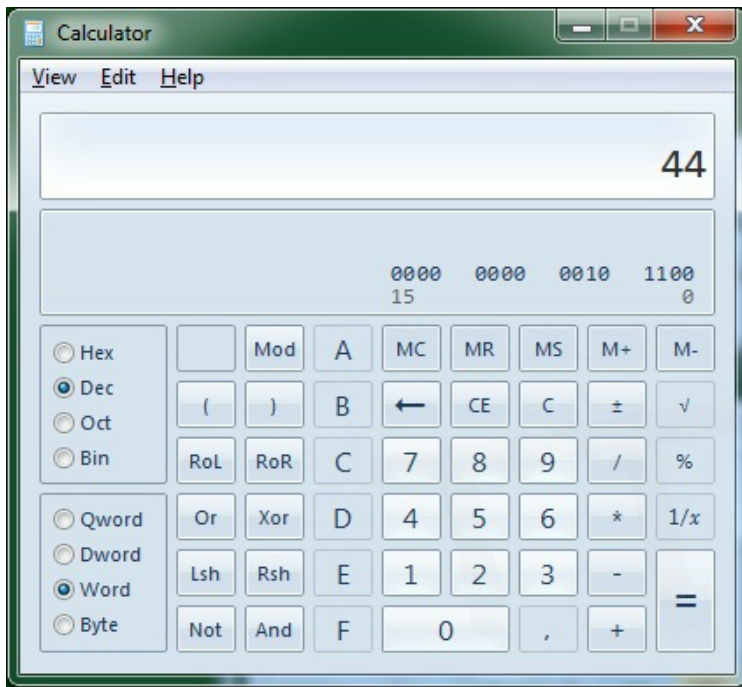 Calculator
View Edit Help
44
0000 0000 0010 1100
15 0
Hex Mod A MC MR MS M+ M-
Dec
( ) B ← CE C ± √
Oct
Bin RoL RoR C 7 8 9 / %
Qword Or Xor D 4 5 6 * 1/x
Dword
Lsh Rsh E 1 2 3 - =
Word
Byte Not And F 0 , +